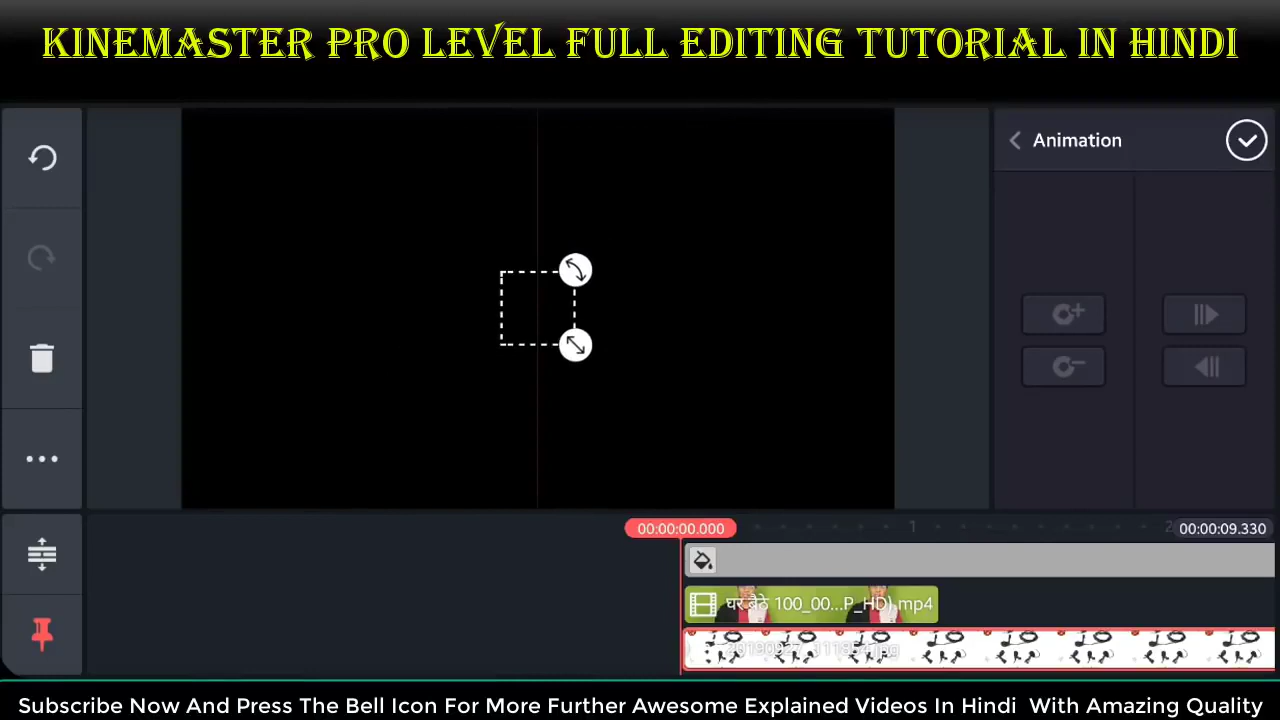 KINEMASTER PRO LEVEL FULL EDITING TUTORIAL IN HINDI
Animation
00:00:00.000
1
2
00:00:09.330
घर बैठे 100_00...P_HD).mp4
Subscribe Now And Press The Bell Icon For More Further Awesome Explained Videos In Hindi With Amazing Quality